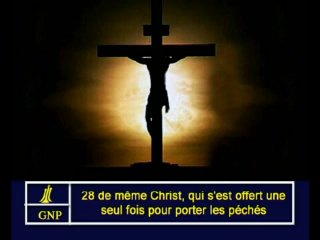 28 de même Christ, qui s'est offert une
seul fois pour porter les péchés
GNP